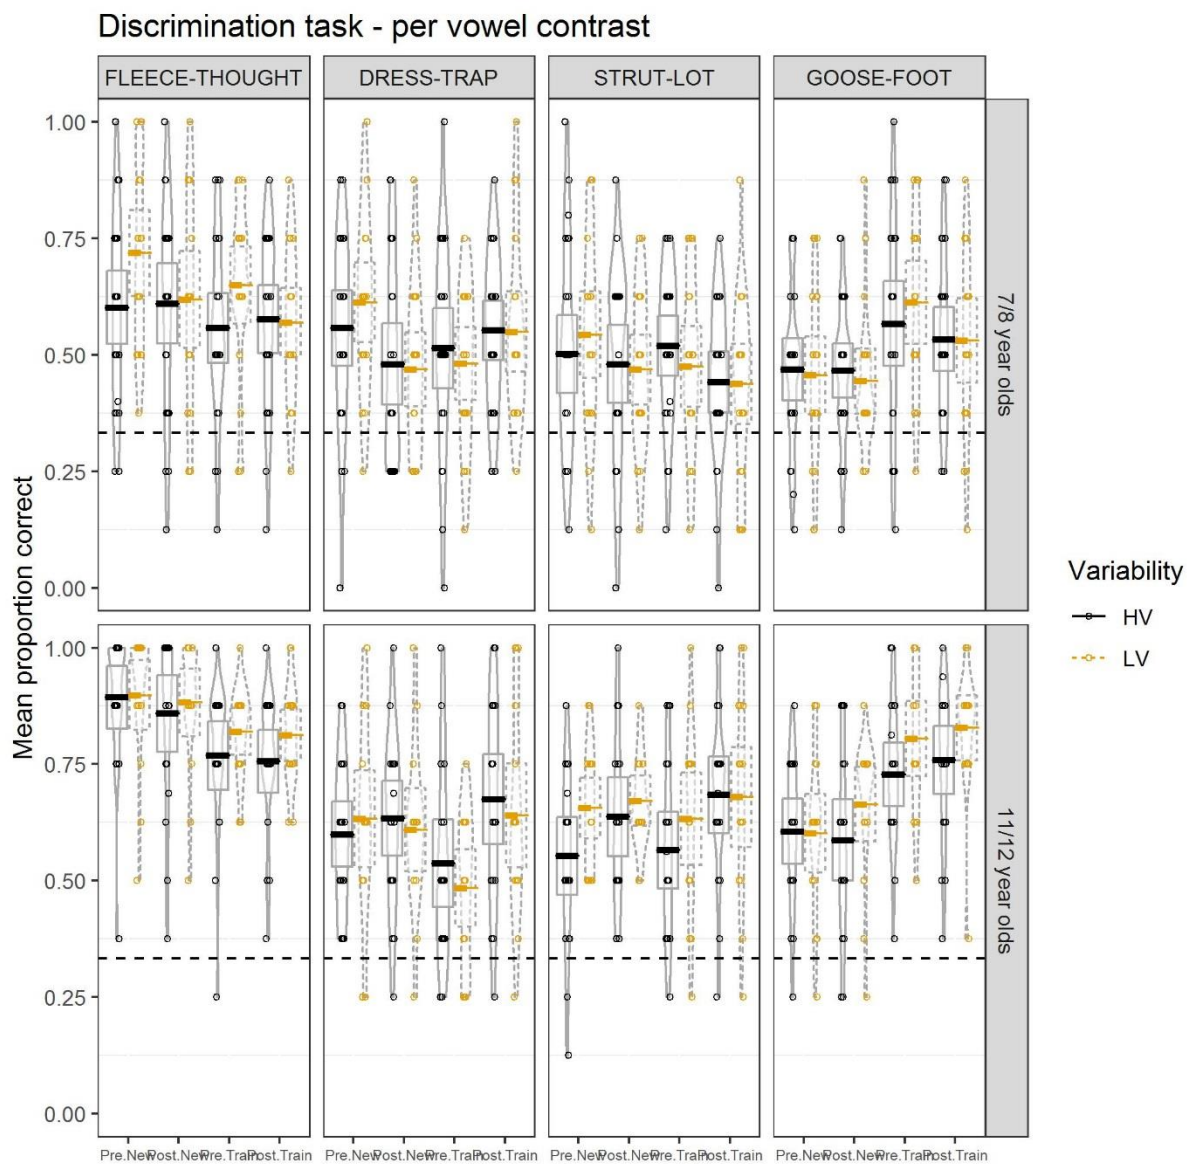 Discrimination task - per vowel contrast
FLEECE-THOUGHT DRESS-TRAP STRUT-LOT GOOSE-FOOT
1.00
0.75
0.50
0.25
0.00
7/8 year olds
Mean proportion correct
1.00
0.75
0.50
0.25
0.00
11/12 year olds
Variability
HV
LV
Pre.New Post.New Pre.Train Post.Train Pre.New Post.New Pre.Train Post.Train Pre.New Post.New Pre.Train Post.Train Pre.New Post.New Pre.Train Post.Train